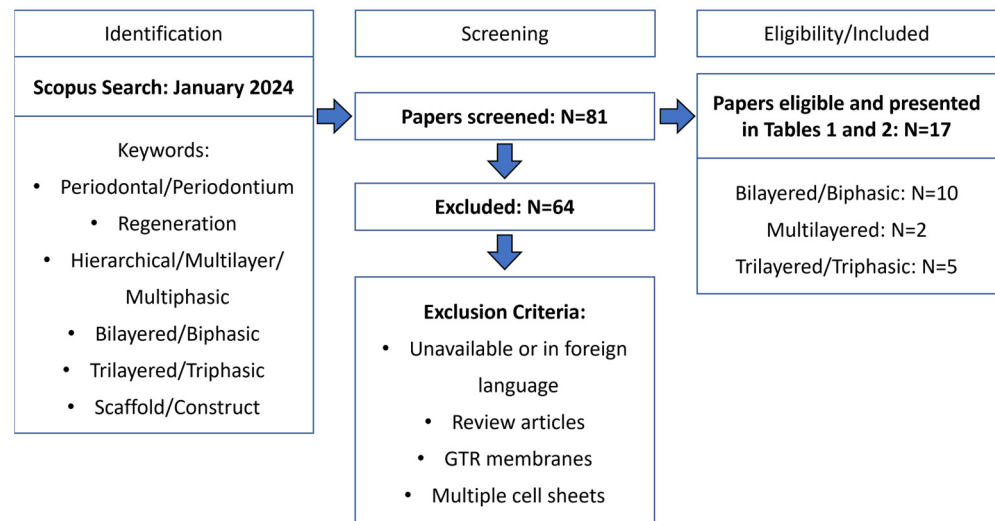 Identification
Scopus Search: January 2024
Keywords:
• Periodontal/Periodontium
• Regeneration
• Hierarchical/Multilayer/
Multiphasic
• Bilayered/Biphasic
• Trilayered/Triphasic
• Scaffold/Construct
Screening
Papers screened: N=81
Excluded: N=64
Exclusion Criteria:
• Unavailable or in foreign
language
• Review articles
• GTR membranes
• Multiple cell sheets
Eligibility/Included
Papers eligible and presented
in Tables 1 and 2: N=17
Bilayered/Biphasic: N=10
Multilayered: N=2
Trilayered/Triphasic: N=5